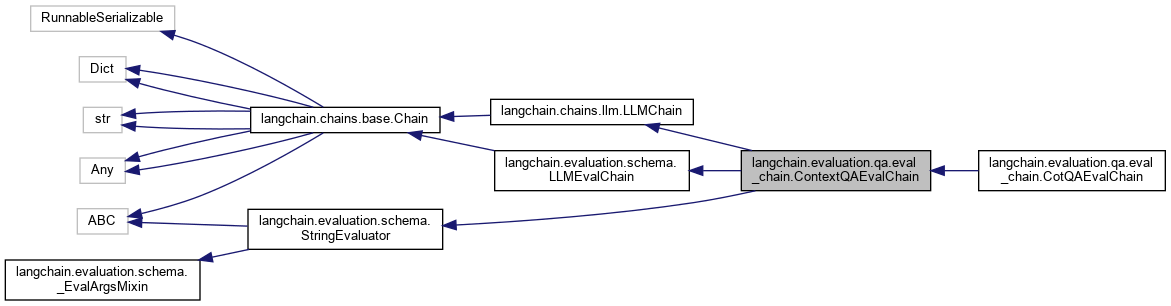 RunnableSerializable
Dict
str
Any
ABC
langchain.evaluation.schema.
_EvalArgsMixin
langchain.chains.base.Chain
langchain.evaluation.schema.
StringEvaluator
langchain.chains.llm.LLMChain
langchain.evaluation.schema.
LLMEvalChain
langchain.evaluation.qa.eval
_chain.ContextQAEvalChain
langchain.evaluation.qa.eval
_chain.CotQAEvalChain